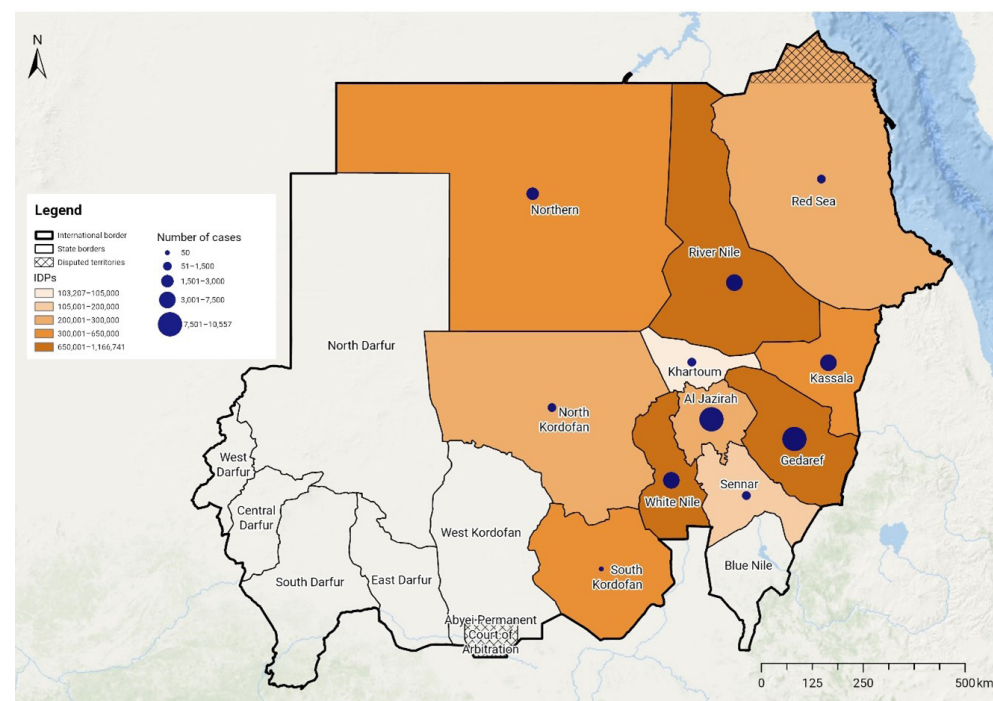 N
Legend
International border
State borders
Disputed territories
IDPs
103,207–105,000
105,001–200,000
200,001–300,000
300,001–650,000
650,001–1,166,741
Number of cases
50
51–1,500
1,501–3,000
3,001–7,500
7,501–10,557
Northern
Red Sea
River Nile
North Darfur
Khartoum
Kassala
Al Jazirah
North
Kordofan
Gedaref
West
Darfur
Sennar
White Nile
Central
Darfur
West Kordofan
Blue Nile
South
Kordofan
South Darfur
East Darfur
Abyei-Permanent
Court of
Arbitration
0 125 250 500 km